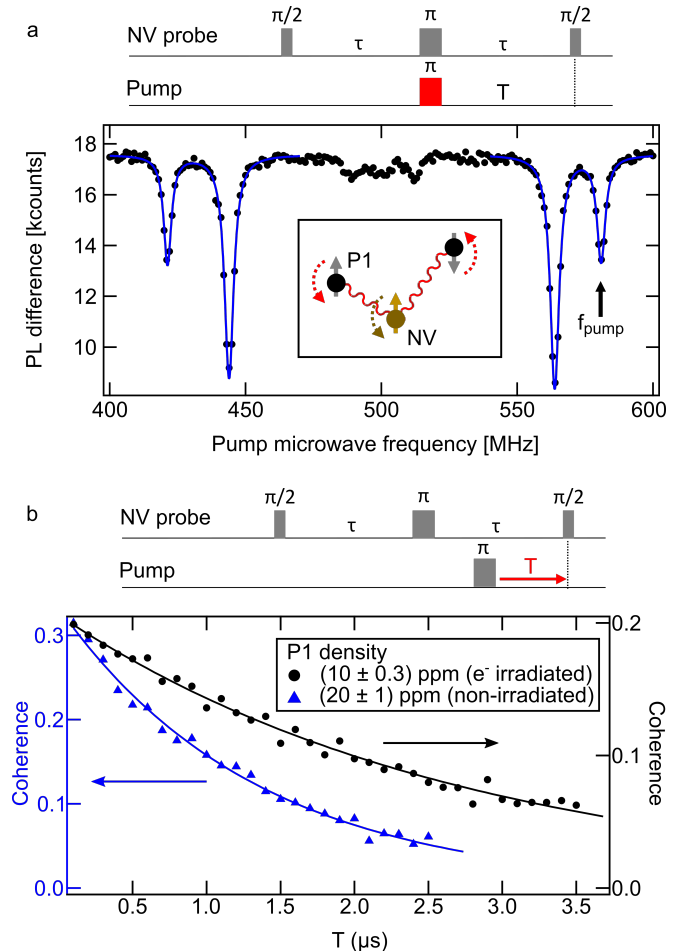 a
π/2 π π/2
NV probe τ τ
π
Pump T
PL difference [kcounts]
18
16
14
12
10
P1
NV
f_pump
400 450 500 550 600
Pump microwave frequency [MHz]
b
π/2 π π/2
NV probe τ τ
π
Pump T
Coherence
0.3
0.2
0.1
0.0
P1 density
(10 ± 0.3) ppm (e⁻ irradiated)
(20 ± 1) ppm (non-irradiated)
0.2
0.1
0.0
Coherence
0.5 1.0 1.5 2.0 2.5 3.0 3.5
T (μs)